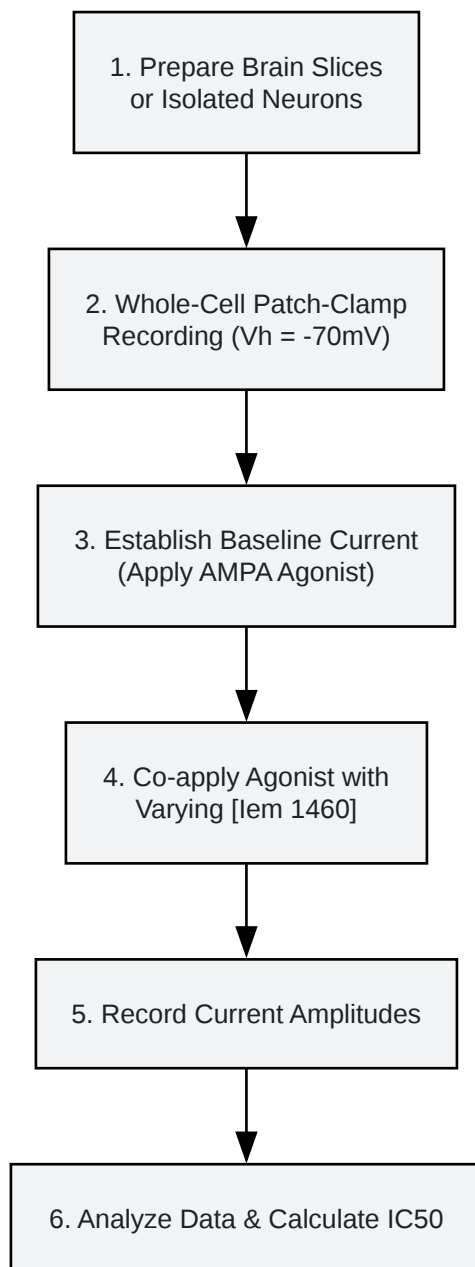 1. Prepare Brain Slices
or Isolated Neurons
2. Whole-Cell Patch-Clamp
Recording (Vh = -70mV)
3. Establish Baseline Current
(Apply AMPA Agonist)
4. Co-apply Agonist with
Varying [Iem 1460]
5. Record Current Amplitudes
6. Analyze Data & Calculate IC50